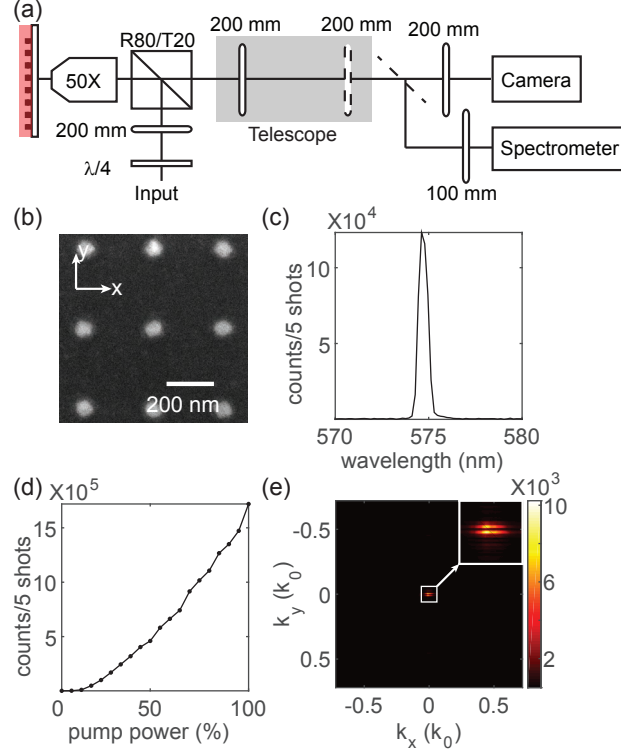 (a)
R80/T20
200 mm
200 mm
200 mm
50X
Camera
200 mm
Telescope
λ/4
Spectrometer
Input
100 mm
(b)
y
x
200 nm
(c)
X10⁴
counts/5 shots
10
5
570
575
580
wavelength (nm)
(d)
X10⁵
counts/5 shots
15
10
5
0
50
100
pump power (%)
(e)
X10³
k_y (k_0)
-0.5
0
0.5
-0.5
0
0.5
k_x (k_0)
10
8
6
4
2